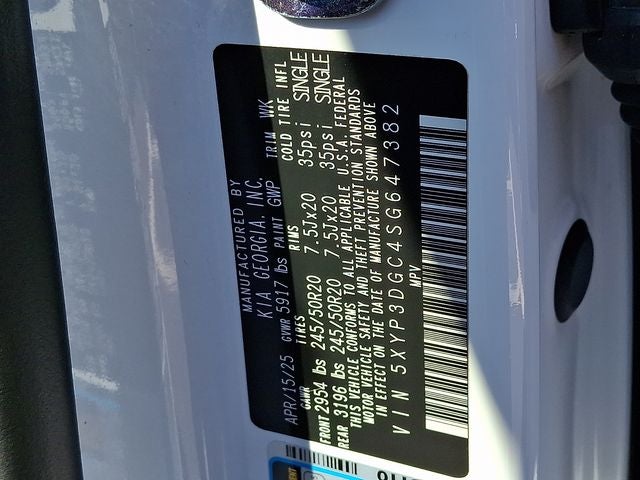 MANUFACTURED BY
KIA GEORGIA, INC.
APR/15/25 GVWR 5917 lbs PAINT GWP TRIM WK
GAWR TIRES RIMS COLD TIRE INFL
FRONT 2954 lbs 245/50R20 7.5Jx20 35psi SINGLE
REAR 3196 lbs 245/50R20 7.5Jx20 35psi SINGLE
THIS VEHICLE CONFORMS TO ALL APPLICABLE U.S.A. FEDERAL
MOTOR VEHICLE SAFETY AND THEFT PREVENTION STANDARDS
IN EFFECT ON THE DATE OF MANUFACTURE SHOWN ABOVE
VIN 5XYP3DGC4SG647382
MPV